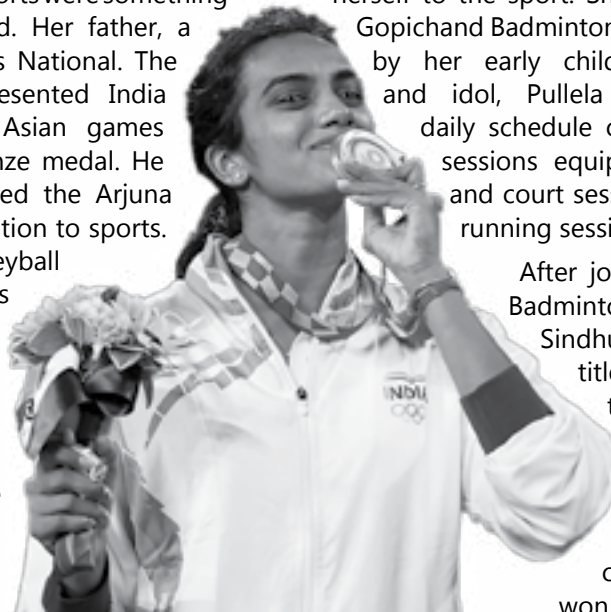 orts were something
d. Her father, a
s National. The
esented India
Asian games
nze medal. He
ed the Arjuna
tion to sports.
eyball
s
herself to the sport. S
Gopichand Badminton
by her early child
and idol, Pullela
daily schedule
sessions equip
and court ses
running sessi
After jo
Badminto
Sindhu
title
t
won
INDIA